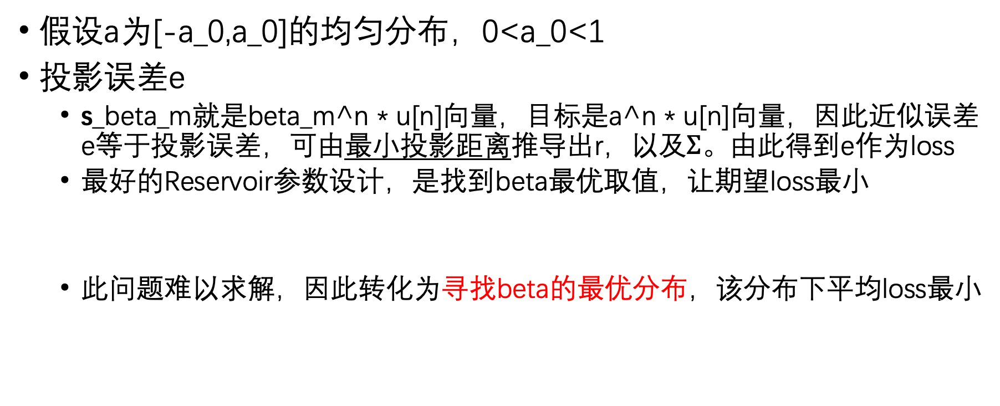 • 假设a为[-a_0,a_0]的均匀分布，0<a_0<1
• 投影误差e
• s_beta_m就是beta_m^n * u[n]向量，目标是a^n * u[n]向量，因此近似误差
e等于投影误差，可由最小投影距离推导出r，以及Σ。由此得到e作为loss
• 最好的Reservoir参数设计，是找到beta最优取值，让期望loss最小
• 此问题难以求解，因此转化为寻找beta的最优分布，该分布下平均loss最小